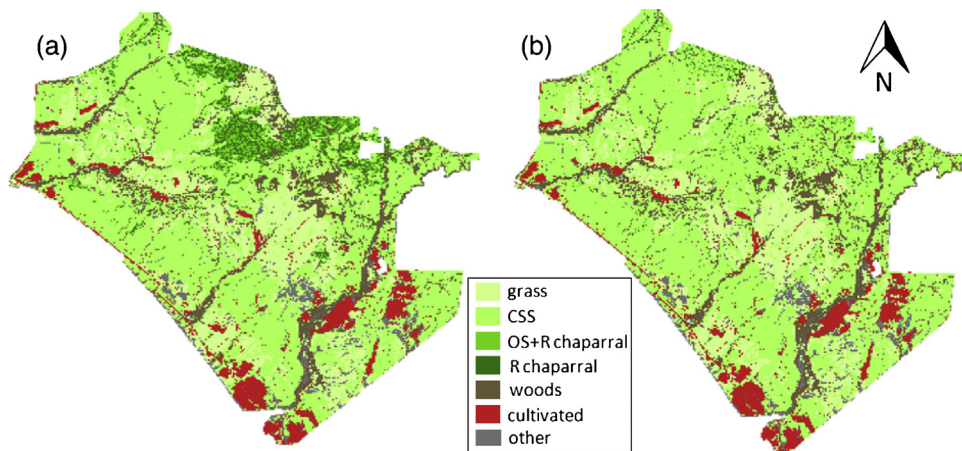 (a)
(b)
N
grass
CSS
OS+R chaparral
R chaparral
woods
cultivated
other